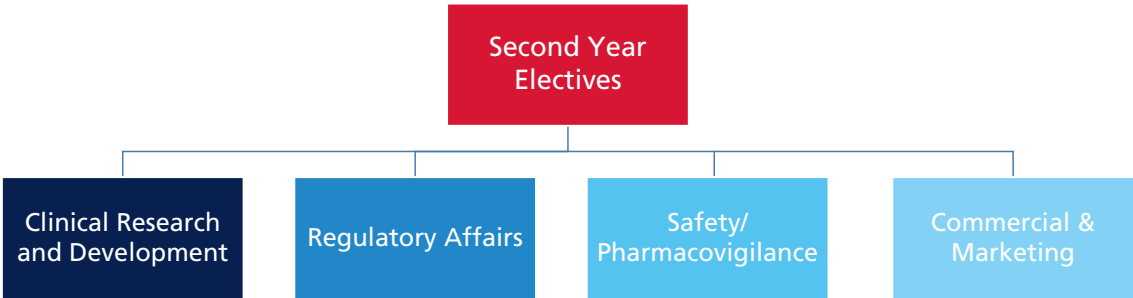 Second Year
Electives
Clinical Research
and Development
Regulatory Affairs
Safety/
Pharmacovigilance
Commercial &
Marketing